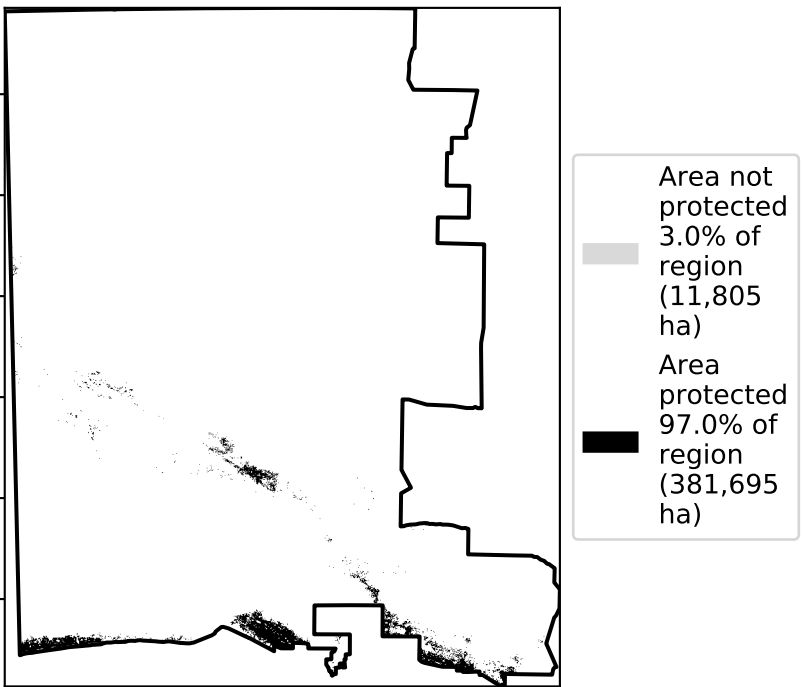 Area not
protected
3.0% of
region
(11,805
ha)
Area
protected
97.0% of
region
(381,695
ha)